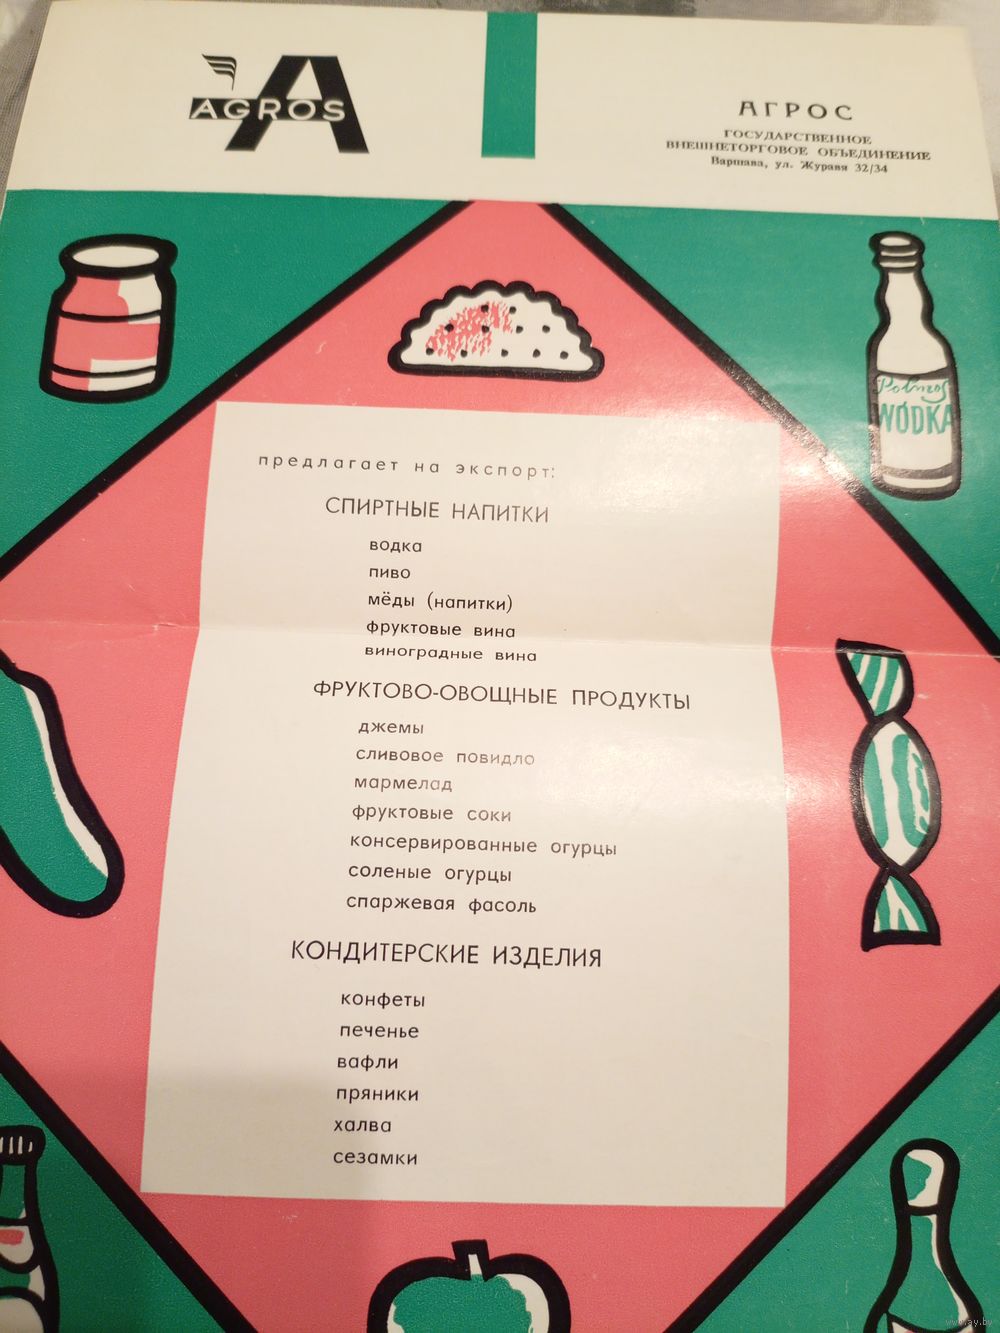 AGROS
АГРОС
ГОСУДАРСТВЕННОЕ
ВНЕШНЕТОРГОВОЕ ОБЪЕДИНЕНИЕ
Варшава, ул. Журавя 32/34
Polmos
WÓDKA
предлагает на экспорт:
СПИРТНЫЕ НАПИТКИ
водка
пиво
мёды (напитки)
фруктовые вина
виноградные вина
ФРУКТОВО-ОВОЩНЫЕ ПРОДУКТЫ
джемы
сливовое повидло
мармелад
фруктовые соки
консервированные огурцы
соленые огурцы
спаржевая фасоль
КОНДИТЕРСКИЕ ИЗДЕЛИЯ
конфеты
печенье
вафли
пряники
халва
сезамки